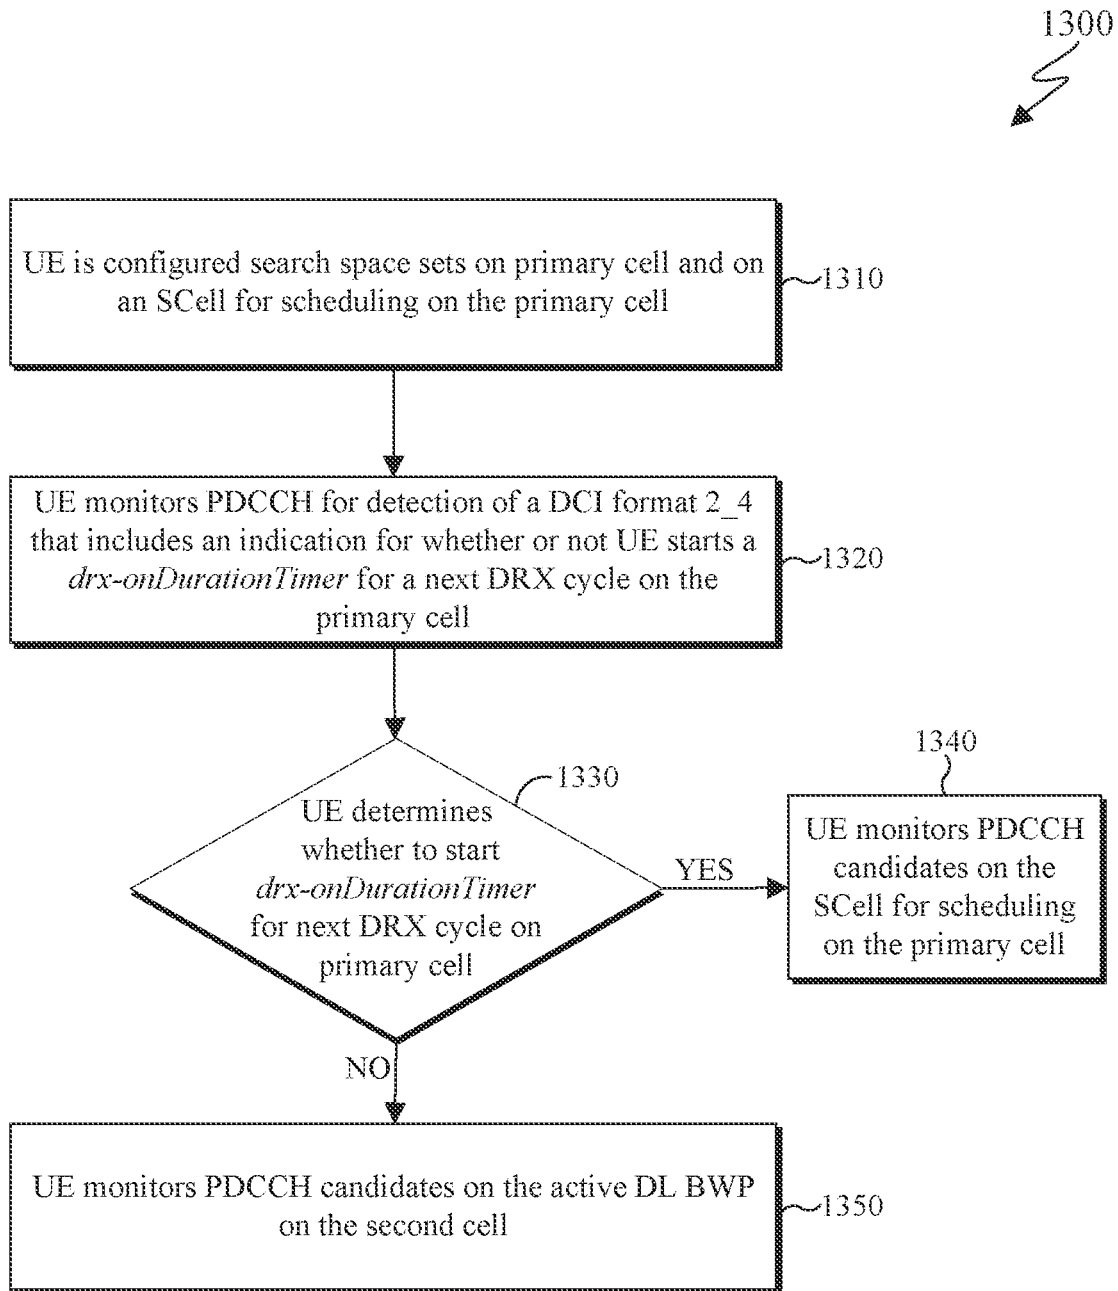 1300
UE is configured search space sets on primary cell and on
an SCell for scheduling on the primary cell
1310
UE monitors PDCCH for detection of a DCI format 2_4
that includes an indication for whether or not UE starts a
drx-onDurationTimer for a next DRX cycle on the
primary cell
1320
1330
UE determines
whether to start
drx-onDurationTimer
for next DRX cycle on
primary cell
YES
1340
UE monitors PDCCH
candidates on the
SCell for scheduling
on the primary cell
NO
UE monitors PDCCH candidates on the active DL BWP
on the second cell
1350